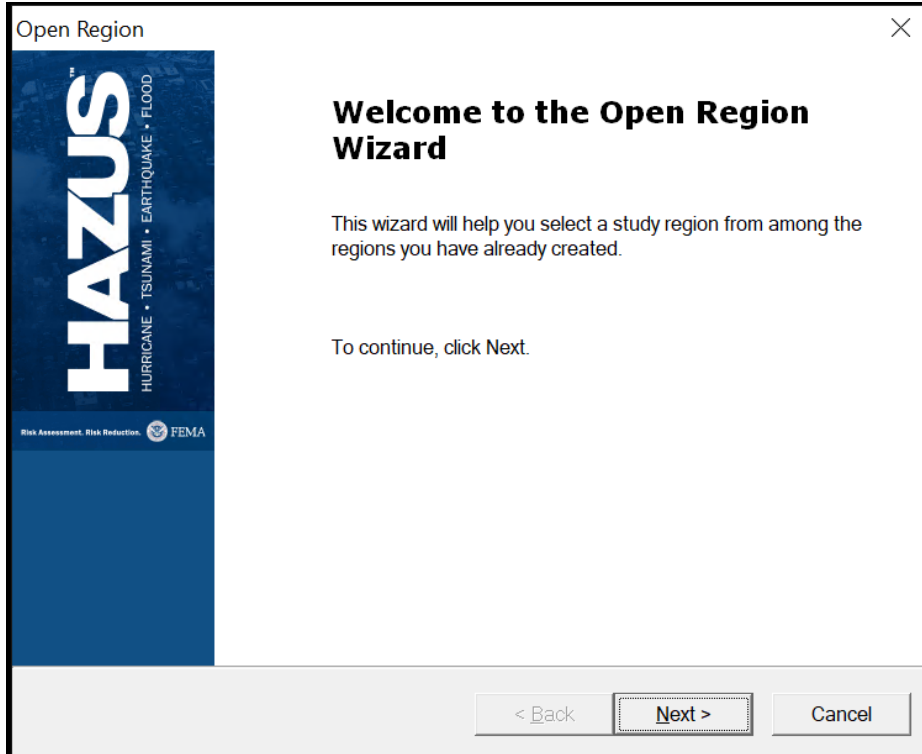 Open Region
HAZUS™
HURRICANE • TSUNAMI • EARTHQUAKE • FLOOD
Risk Assessment. Risk Reduction. FEMA
Welcome to the Open Region
Wizard
This wizard will help you select a study region from among the
regions you have already created.
To continue, click Next.
< Back
Next >
Cancel